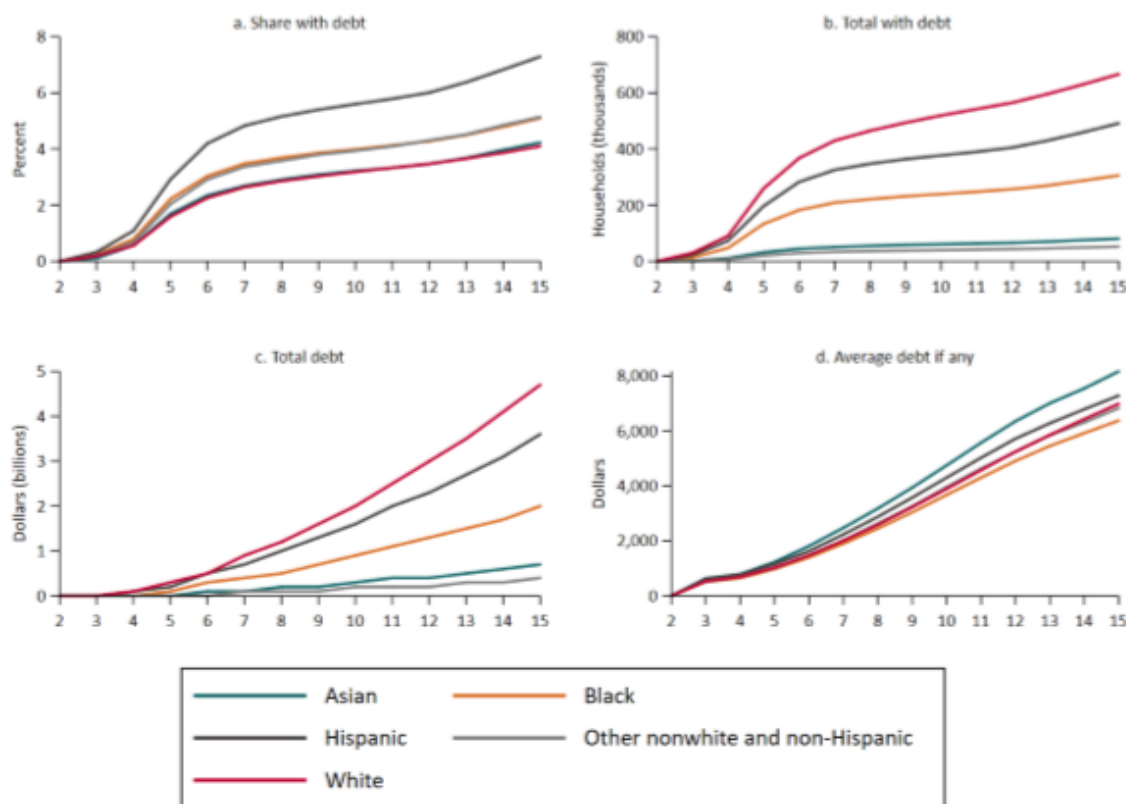 a. Share with debt
Percent
8
6
4
2
0
2 3 4 5 6 7 8 9 10 11 12 13 14 15
b. Total with debt
Households (thousands)
800
600
400
200
0
2 3 4 5 6 7 8 9 10 11 12 13 14 15
c. Total debt
Dollars (billions)
5
4
3
2
1
0
2 3 4 5 6 7 8 9 10 11 12 13 14 15
d. Average debt if any
Dollars
8,000
6,000
4,000
2,000
0
2 3 4 5 6 7 8 9 10 11 12 13 14 15
Asian Black
Hispanic Other nonwhite and non-Hispanic
White